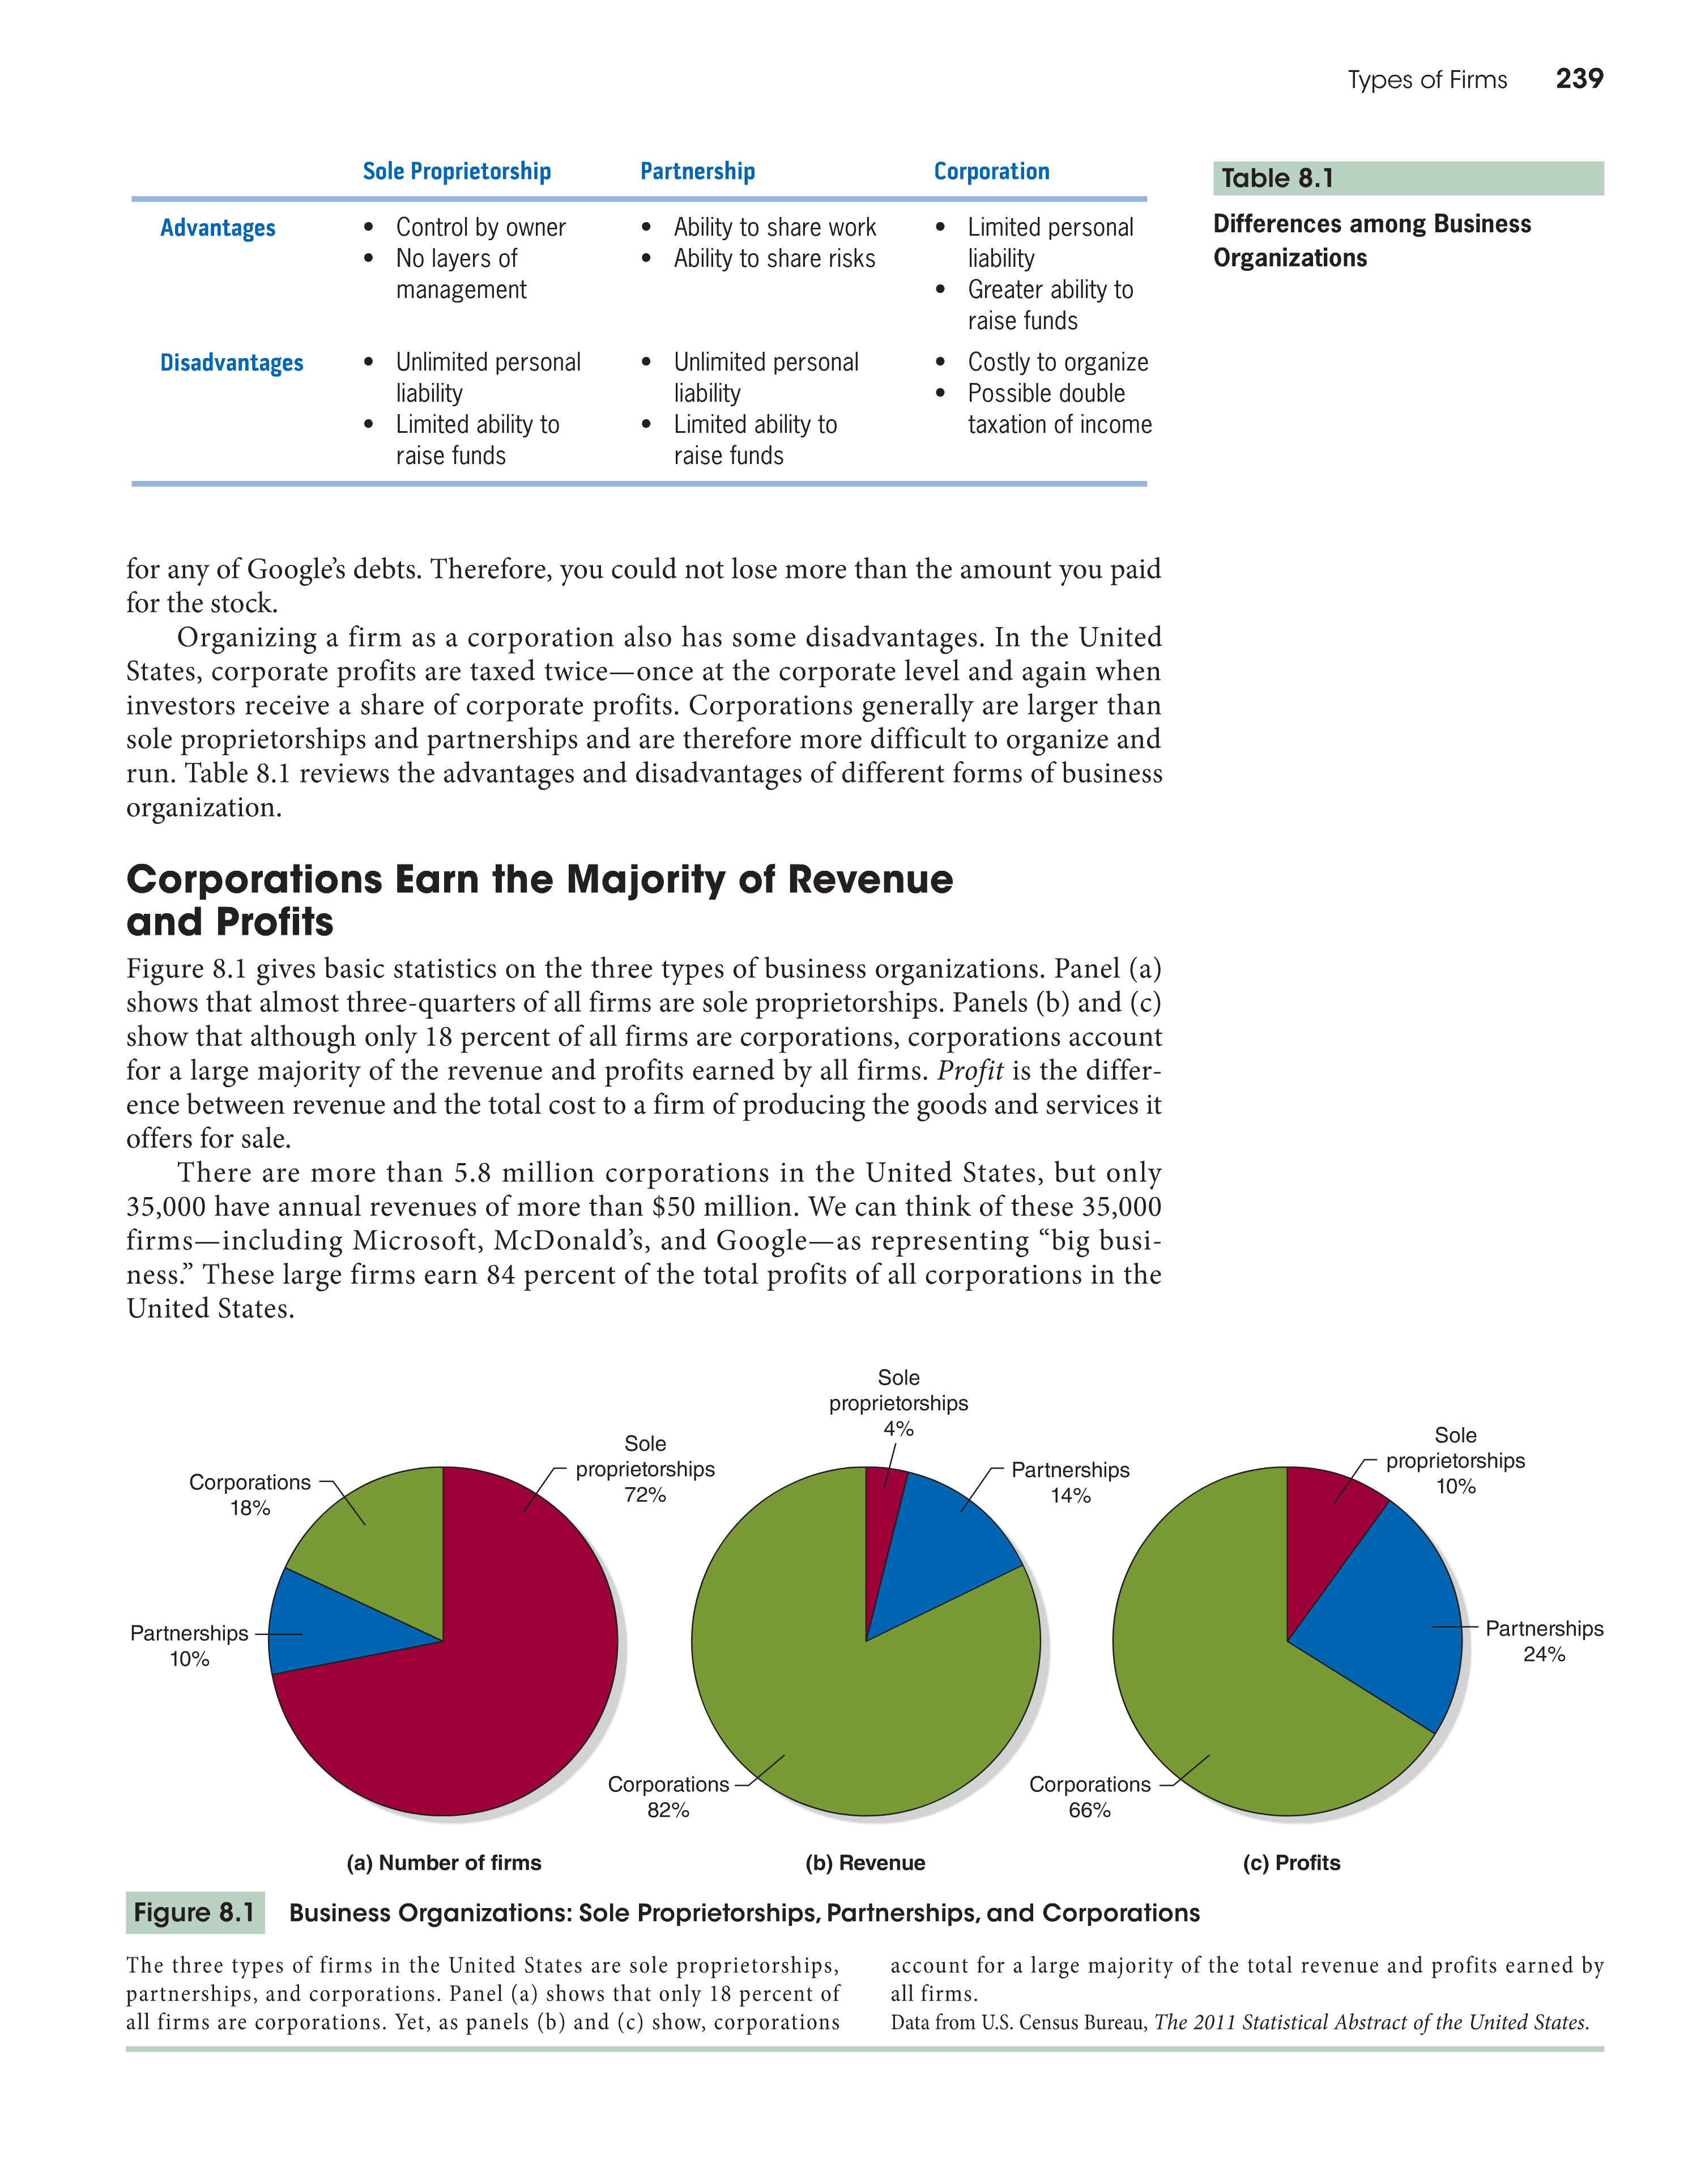 Types of Firms 239
Sole Proprietorship Partnership Corporation
Advantages
• Control by owner
• No layers of
management
• Ability to share work
• Ability to share risks
• Limited personal
liability
• Greater ability to
raise funds
Disadvantages
• Unlimited personal
liability
• Limited ability to
raise funds
• Unlimited personal
liability
• Limited ability to
raise funds
• Costly to organize
• Possible double
taxation of income
Table 8.1
Differences among Business
Organizations
for any of Google’s debts. Therefore, you could not lose more than the amount you paid
for the stock.
Organizing a firm as a corporation also has some disadvantages. In the United
States, corporate profits are taxed twice—once at the corporate level and again when
investors receive a share of corporate profits. Corporations generally are larger than
sole proprietorships and partnerships and are therefore more difficult to organize and
run. Table 8.1 reviews the advantages and disadvantages of different forms of business
organization.
Corporations Earn the Majority of Revenue
and Profits
Figure 8.1 gives basic statistics on the three types of business organizations. Panel (a)
shows that almost three-quarters of all firms are sole proprietorships. Panels (b) and (c)
show that although only 18 percent of all firms are corporations, corporations account
for a large majority of the revenue and profits earned by all firms. Profit is the differ-
ence between revenue and the total cost to a firm of producing the goods and services it
offers for sale.
There are more than 5.8 million corporations in the United States, but only
35,000 have annual revenues of more than $50 million. We can think of these 35,000
firms—including Microsoft, McDonald’s, and Google—as representing “big busi-
ness.” These large firms earn 84 percent of the total profits of all corporations in the
United States.
Corporations
18%
Sole
proprietorships
72%
Partnerships
10%
(a) Number of firms
Sole
proprietorships
4%
Partnerships
14%
Corporations
82%
(b) Revenue
Sole
proprietorships
10%
Partnerships
24%
Corporations
66%
(c) Profits
Figure 8.1 Business Organizations: Sole Proprietorships, Partnerships, and Corporations
The three types of firms in the United States are sole proprietorships,
partnerships, and corporations. Panel (a) shows that only 18 percent of
all firms are corporations. Yet, as panels (b) and (c) show, corporations
account for a large majority of the total revenue and profits earned by
all firms.
Data from U.S. Census Bureau, The 2011 Statistical Abstract of the United States.